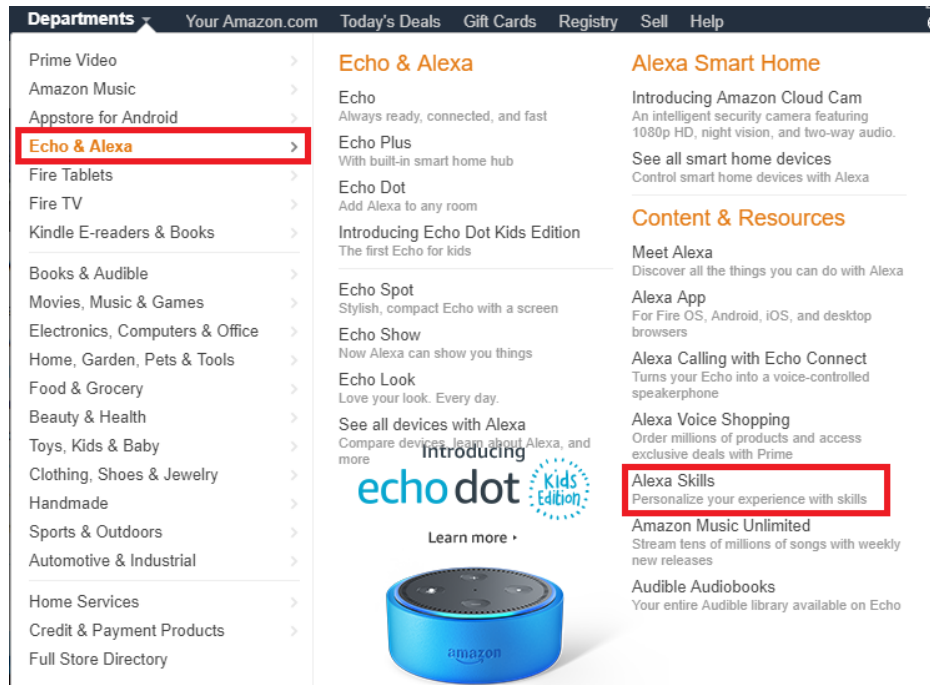 Departments Your Amazon.com Today's Deals Gift Cards Registry Sell Help
Prime Video
Amazon Music
Appstore for Android
Echo & Alexa
Fire Tablets
Fire TV
Kindle E-readers & Books
Books & Audible
Movies, Music & Games
Electronics, Computers & Office
Home, Garden, Pets & Tools
Food & Grocery
Beauty & Health
Toys, Kids & Baby
Clothing, Shoes & Jewelry
Handmade
Sports & Outdoors
Automotive & Industrial
Home Services
Credit & Payment Products
Full Store Directory
Echo & Alexa
Echo
Always ready, connected, and fast
Echo Plus
With built-in smart home hub
Echo Dot
Add Alexa to any room
Introducing Echo Dot Kids Edition
The first Echo for kids
Echo Spot
Stylish, compact Echo with a screen
Echo Show
Now Alexa can show you things
Echo Look
Love your look. Every day.
See all devices with Alexa
Compare devices, learn about Alexa, and
more
Introducing
echo dot Kids
Edition
Learn more
amazon
Alexa Smart Home
Introducing Amazon Cloud Cam
An intelligent security camera featuring
1080p HD, night vision, and two-way audio.
See all smart home devices
Control smart home devices with Alexa
Content & Resources
Meet Alexa
Discover all the things you can do with Alexa
Alexa App
For Fire OS, Android, iOS, and desktop
browsers
Alexa Calling with Echo Connect
Turns your Echo into a voice-controlled
speakerphone
Alexa Voice Shopping
Order millions of products and access
exclusive deals with Prime
Alexa Skills
Personalize your experience with skills
Amazon Music Unlimited
Stream tens of millions of songs with weekly
new releases
Audible Audiobooks
Your entire Audible library available on Echo